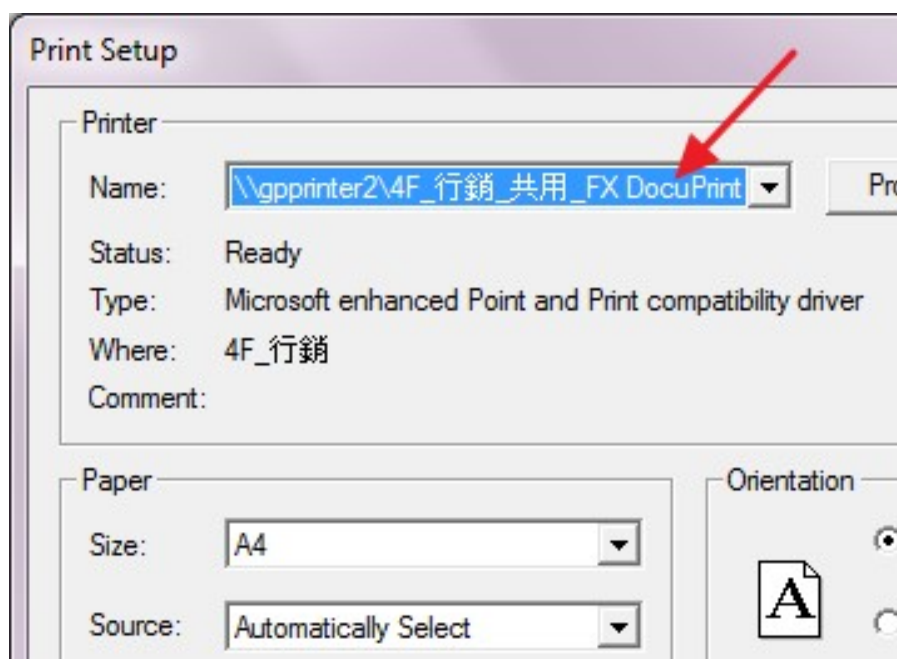 Print Setup
Printer
Name: \\gpprinter2\4F_行銷_共用_FX DocuPrint
Status: Ready
Type: Microsoft enhanced Point and Print compatibility driver
Where: 4F_行銷
Comment:
Paper
Orientation
Size: A4
A
Source: Automatically Select